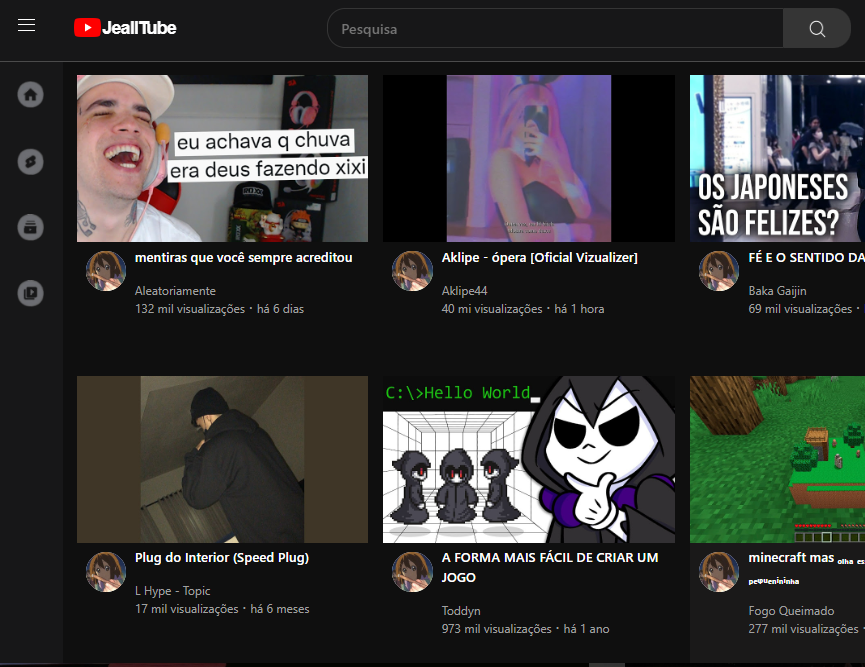 JeallTube
Pesquisa
eu achava q chuva
era deus fazendo xixi
OS JAPONESES
SÃO FELIZES?
mentiras que você sempre acreditou
Aleatoriamente
132 mil visualizações • há 6 dias
Aklipe - ópera [Oficial Vizualizer]
Aklipe44
40 mi visualizações • há 1 hora
FÉ E O SENTIDO DA
Baka Gaijin
69 mil visualizações •
C:\>Hello World_
Plug do Interior (Speed Plug)
L Hype - Topic
17 mil visualizações • há 6 meses
A FORMA MAIS FÁCIL DE CRIAR UM
JOGO
Toddyn
973 mil visualizações • há 1 ano
minecraft mas olha es
pequenininha
Fogo Queimado
277 mil visualizações •